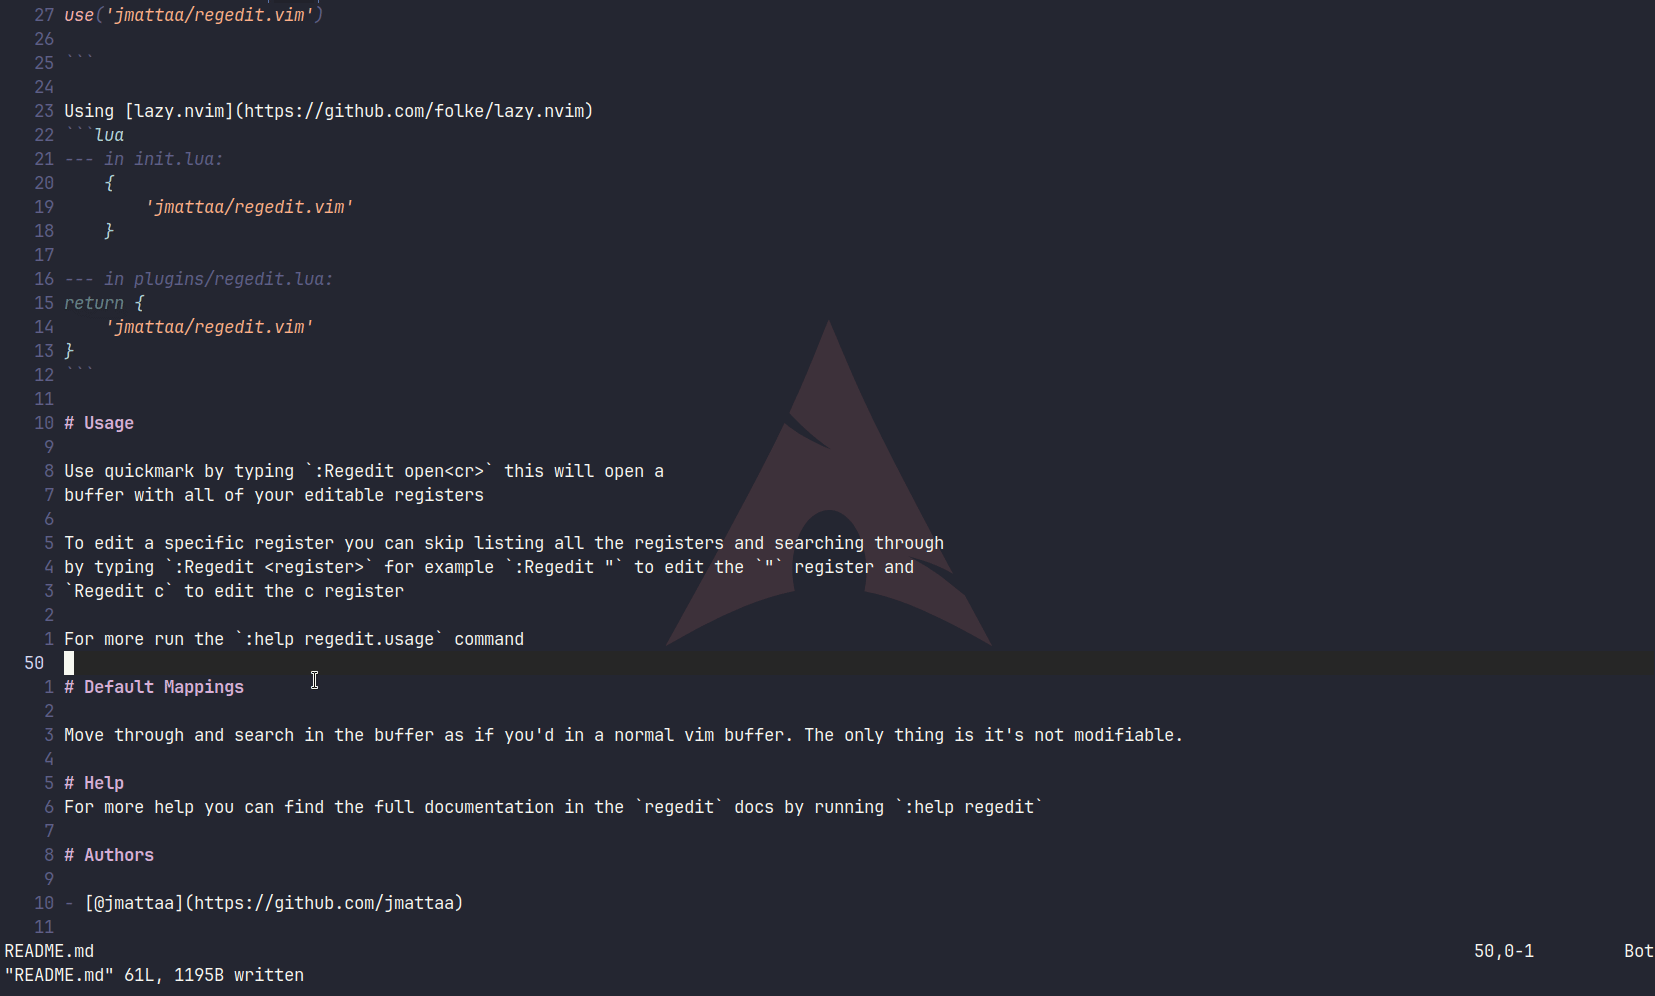 27 use('jmattaa/regedit.vim')
26
25 ```
24
23 Using [lazy.nvim](https://github.com/folke/lazy.nvim)
22 ```lua
21 --- in init.lua:
20     {
19         'jmattaa/regedit.vim'
18     }
17
16 --- in plugins/regedit.lua:
15 return {
14     'jmattaa/regedit.vim'
13 }
12 ```
11
10 # Usage
9
8 Use quickmark by typing `:Regedit open<cr>` this will open a
7 buffer with all of your editable registers
6
5 To edit a specific register you can skip listing all the registers and searching through
4 by typing `:Regedit <register>` for example `:Regedit "` to edit the `"` register and
3 `Regedit c` to edit the c register
2
1 For more run the `:help regedit.usage` command
50
1 # Default Mappings
2
3 Move through and search in the buffer as if you'd in a normal vim buffer. The only thing is it's not modifiable.
4
5 # Help
6 For more help you can find the full documentation in the `regedit` docs by running `:help regedit`
7
8 # Authors
9
10 - [@jmattaa](https://github.com/jmattaa)
11
README.md 50,0-1 Bot
"README.md" 61L, 1195B written